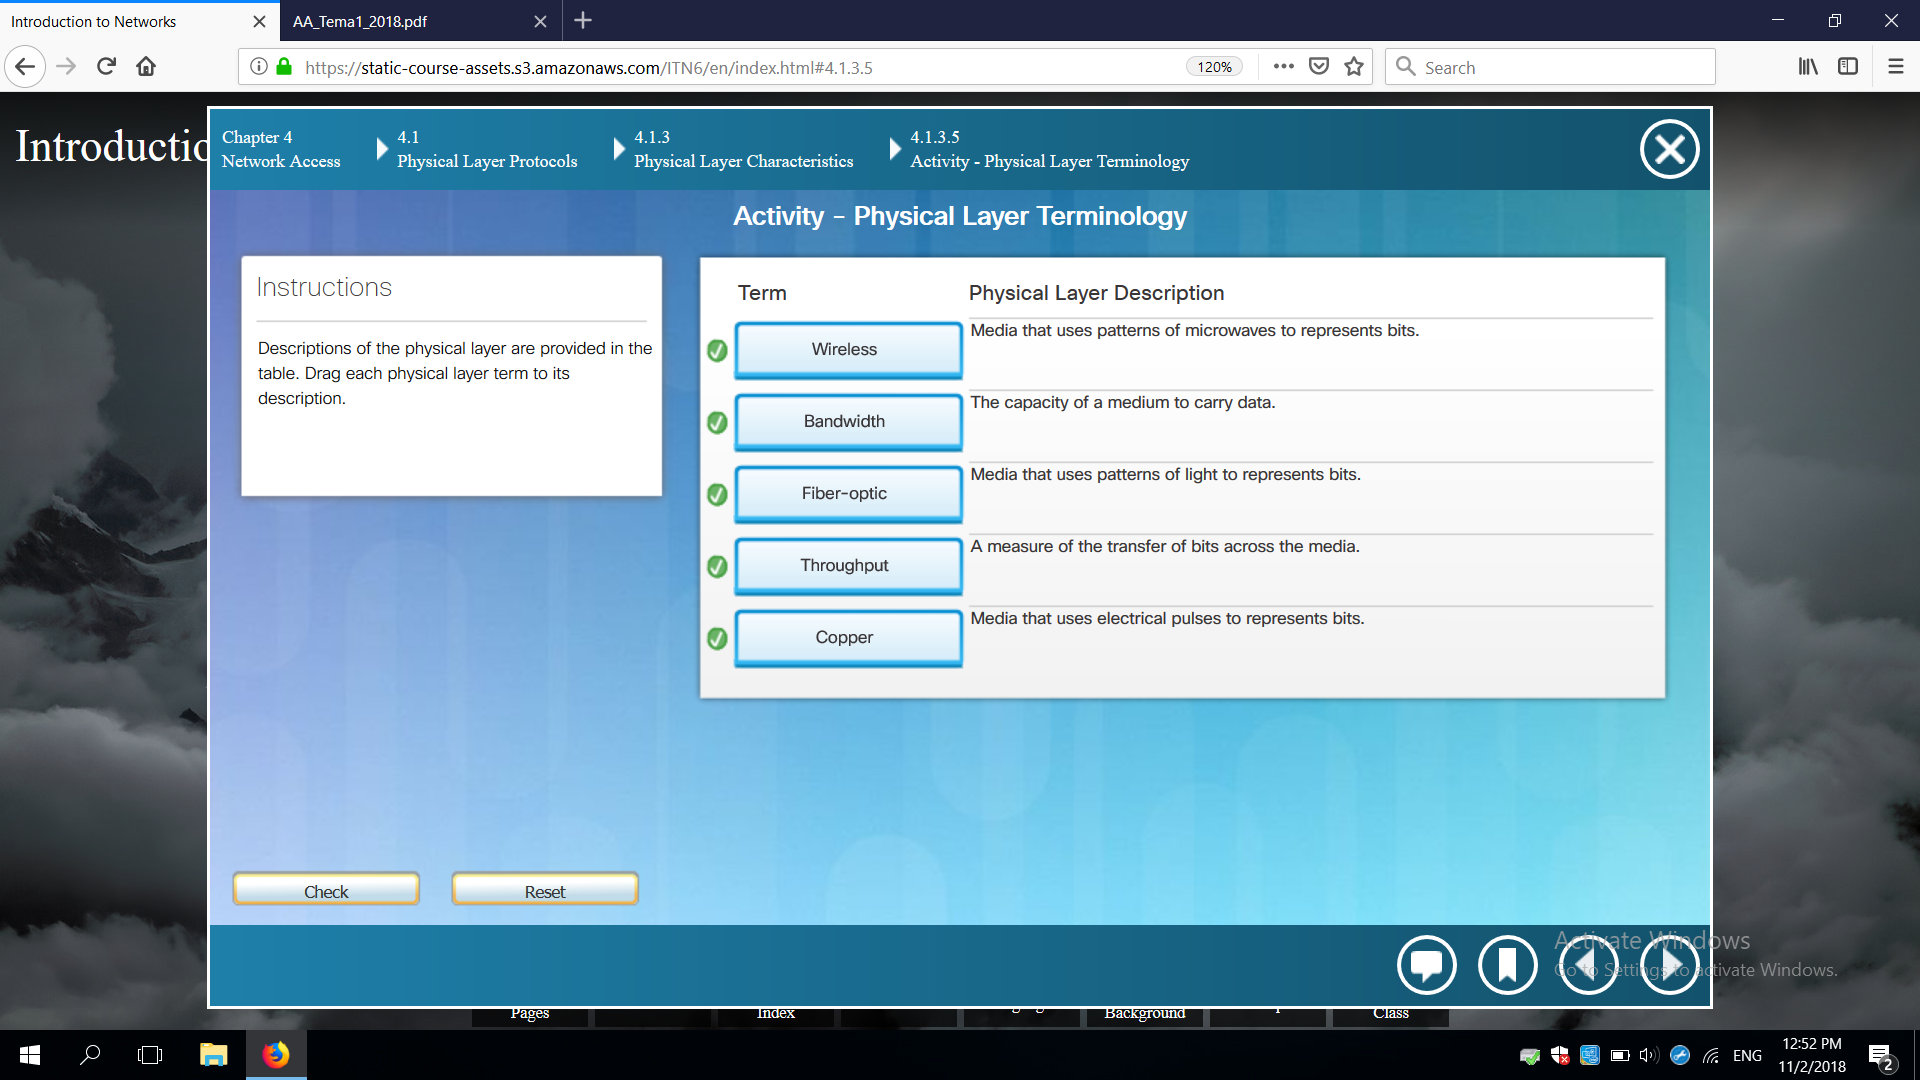 Introduction to Networks
AA_Tema1_2018.pdf
https://static-course-assets.s3.amazonaws.com/ITN6/en/index.html#4.1.3.5
120%
Search
Introductio
Chapter 4
Network Access
4.1
Physical Layer Protocols
4.1.3
Physical Layer Characteristics
4.1.3.5
Activity - Physical Layer Terminology
Activity - Physical Layer Terminology
Instructions
Descriptions of the physical layer are provided in the
table. Drag each physical layer term to its
description.
Term
Physical Layer Description
Wireless
Media that uses patterns of microwaves to represents bits.
Bandwidth
The capacity of a medium to carry data.
Fiber-optic
Media that uses patterns of light to represents bits.
Throughput
A measure of the transfer of bits across the media.
Copper
Media that uses electrical pulses to represents bits.
Check
Reset
Activate Windows
Go to Settings to activate Windows.
Pages
Index
Background
Class
ENG
12:52 PM
11/2/2018
2